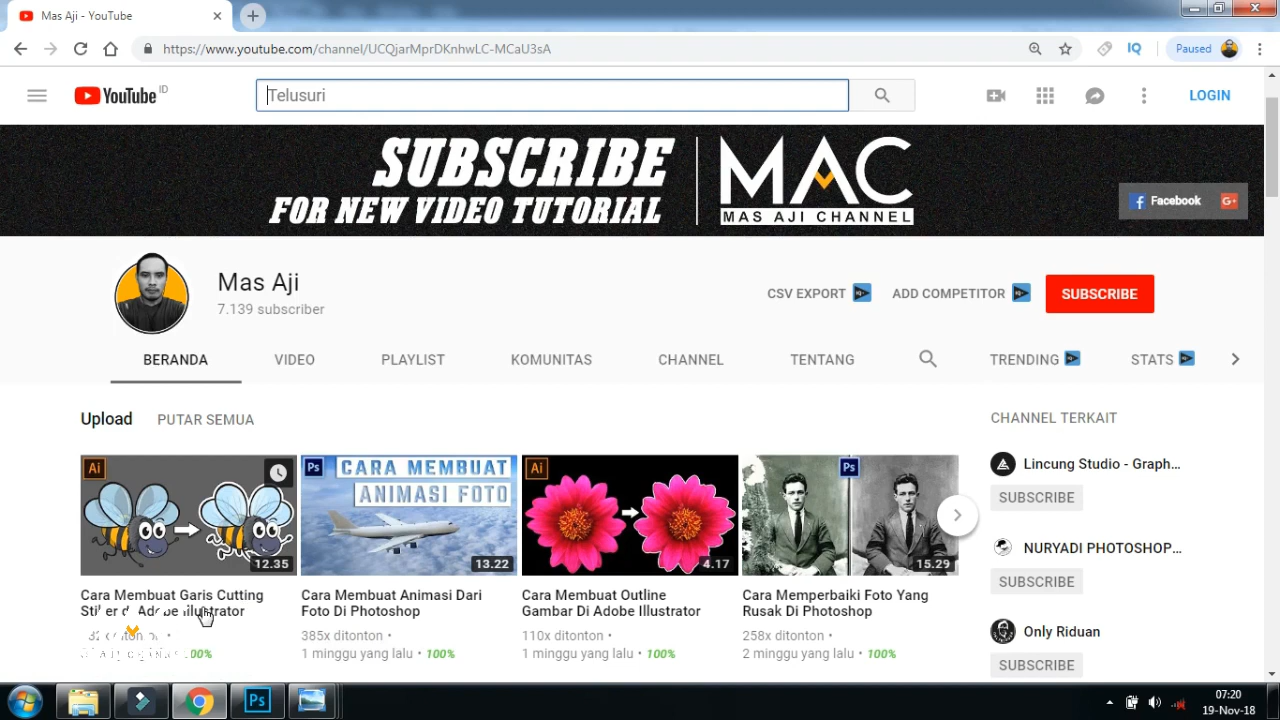 Mas Aji - YouTube
https://www.youtube.com/channel/UCQjarMprDKnhwLC-MCaU3sA
IQ
Paused
YouTube ID
Telusuri
LOGIN
SUBSCRIBE
FOR NEW VIDEO TUTORIAL
MAC
MAS AJI CHANNEL
Facebook
G+
Mas Aji
7.139 subscriber
CSV EXPORT
ADD COMPETITOR
SUBSCRIBE
BERANDA VIDEO PLAYLIST KOMUNITAS CHANNEL TENTANG TRENDING STATS
Upload PUTAR SEMUA
Ai
12.35
Cara Membuat Garis Cutting
Adobe Illustrator
100%
Ps
CARA MEMBUAT
ANIMASI FOTO
13.22
Cara Membuat Animasi Dari
Foto Di Photoshop
385x ditonton •
1 minggu yang lalu • 100%
Ai
4.17
Cara Membuat Outline
Gambar Di Adobe Illustrator
110x ditonton •
1 minggu yang lalu • 100%
Ps
15.29
Cara Memperbaiki Foto Yang
Rusak Di Photoshop
258x ditonton •
2 minggu yang lalu • 100%
CHANNEL TERKAIT
Lincung Studio - Graph...
SUBSCRIBE
NURYADI PHOTOSHOP...
SUBSCRIBE
Only Riduan
SUBSCRIBE
Ps
07:20
19-Nov-18